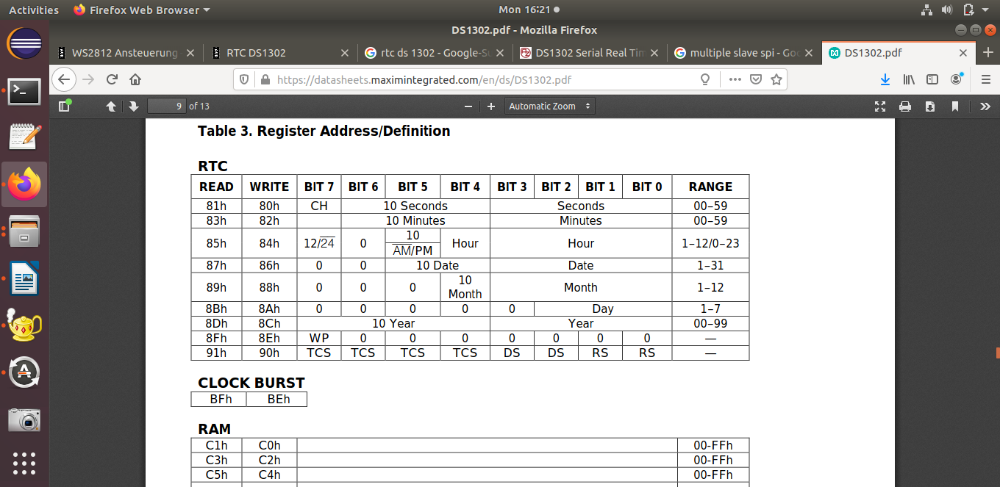 Activities Firefox Web Browser Mon 16:21
DS1302.pdf - Mozilla Firefox
WS2812 Ansteuerung RTC DS1302 rtc ds 1302 - Google-Su DS1302 Serial Real Tim multiple slave spi - Goo DS1302.pdf
https://datasheets.maximintegrated.com/en/ds/DS1302.pdf
9 of 13 Automatic Zoom
Table 3. Register Address/Definition
RTC
READ WRITE BIT 7 BIT 6 BIT 5 BIT 4 BIT 3 BIT 2 BIT 1 BIT 0 RANGE
81h 80h CH 10 Seconds Seconds 00–59
83h 82h 10 Minutes Minutes 00–59
85h 84h 12/24 0 10 AM/PM Hour Hour 1–12/0–23
87h 86h 0 0 10 Date Date 1–31
89h 88h 0 0 0 10 Month Month 1–12
8Bh 8Ah 0 0 0 0 0 Day 1–7
8Dh 8Ch 10 Year Year 00–99
8Fh 8Eh WP 0 0 0 0 0 0 0 —
91h 90h TCS TCS TCS TCS DS DS RS RS —
CLOCK BURST
BFh BEh
RAM
C1h C0h 00-FFh
C3h C2h 00-FFh
C5h C4h 00-FFh